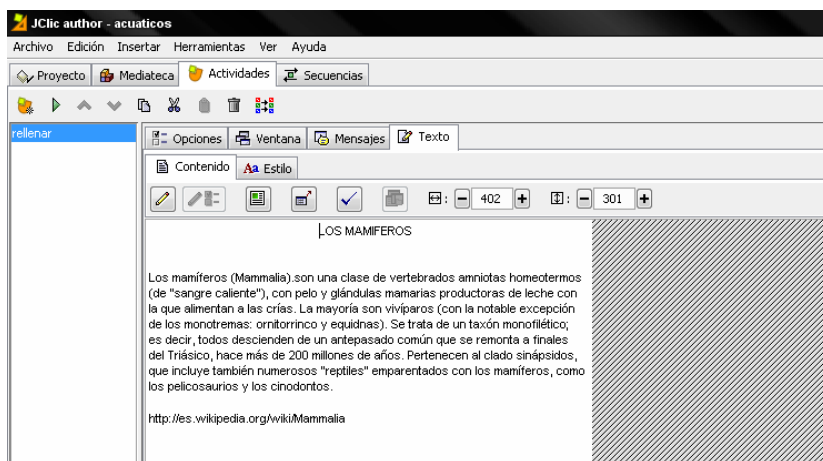 JClic author - acuaticos
Archivo Edición Insertar Herramientas Ver Ayuda
Proyecto Mediateca Actividades Secuencias
rellenar
Opciones Ventana Mensajes Texto
Contenido Aa Estilo
402 301
LOS MAMIFEROS
Los mamíferos (Mammalia).son una clase de vertebrados amniotas homeotermos
(de "sangre caliente"), con pelo y glándulas mamarias productoras de leche con
la que alimentan a las crías. La mayoría son vivíparos (con la notable excepción
de los monotremas: ornitorrinco y equidnas). Se trata de un taxón monofilético;
es decir, todos descienden de un antepasado común que se remonta a finales
del Triásico, hace más de 200 millones de años. Pertenecen al clado sinápsidos,
que incluye también numerosos "reptiles" emparentados con los mamíferos, como
los pelicosaurios y los cinodontos.
http://es.wikipedia.org/wiki/Mammalia